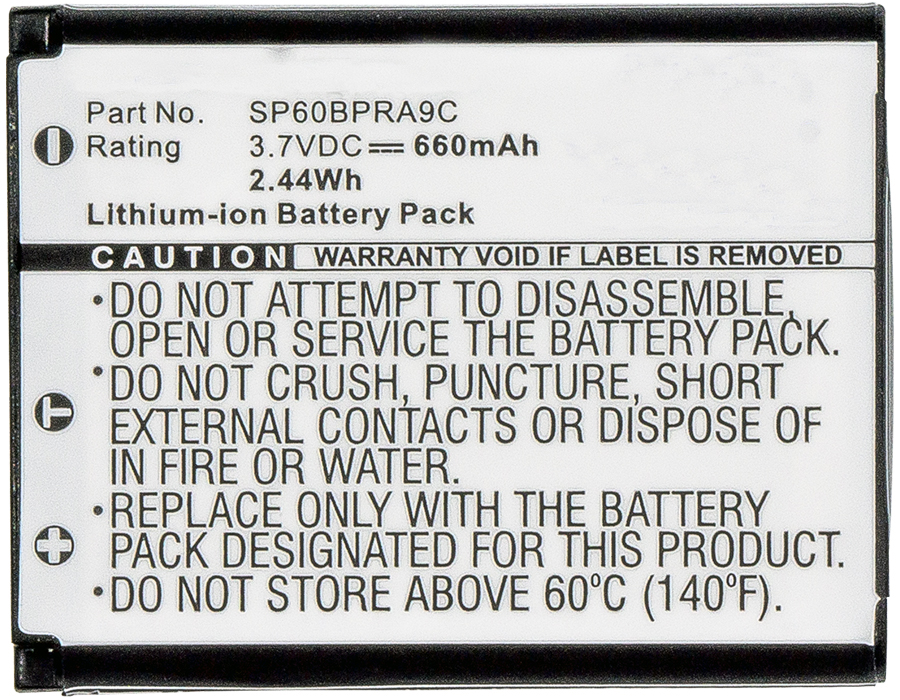 Part No. SP60BPRA9C
Rating 3.7VDC⎓660mAh
2.44Wh
Lithium-ion Battery Pack
CAUTION WARRANTY VOID IF LABEL IS REMOVED
•DO NOT ATTEMPT TO DISASSEMBLE,
OPEN OR SERVICE THE BATTERY PACK.
•DO NOT CRUSH, PUNCTURE, SHORT
EXTERNAL CONTACTS OR DISPOSE OF
IN FIRE OR WATER.
•REPLACE ONLY WITH THE BATTERY
PACK DESIGNATED FOR THIS PRODUCT.
•DO NOT STORE ABOVE 60ºC (140ºF).
− T +